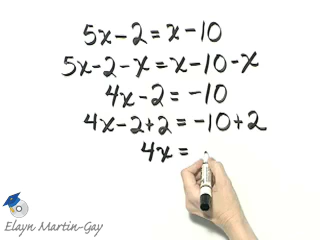 5x-2=x-10
5x-2-x=x-10-x
4x-2=-10
4x-2+2=-10+2
4x=
Elayn Martin-Gay